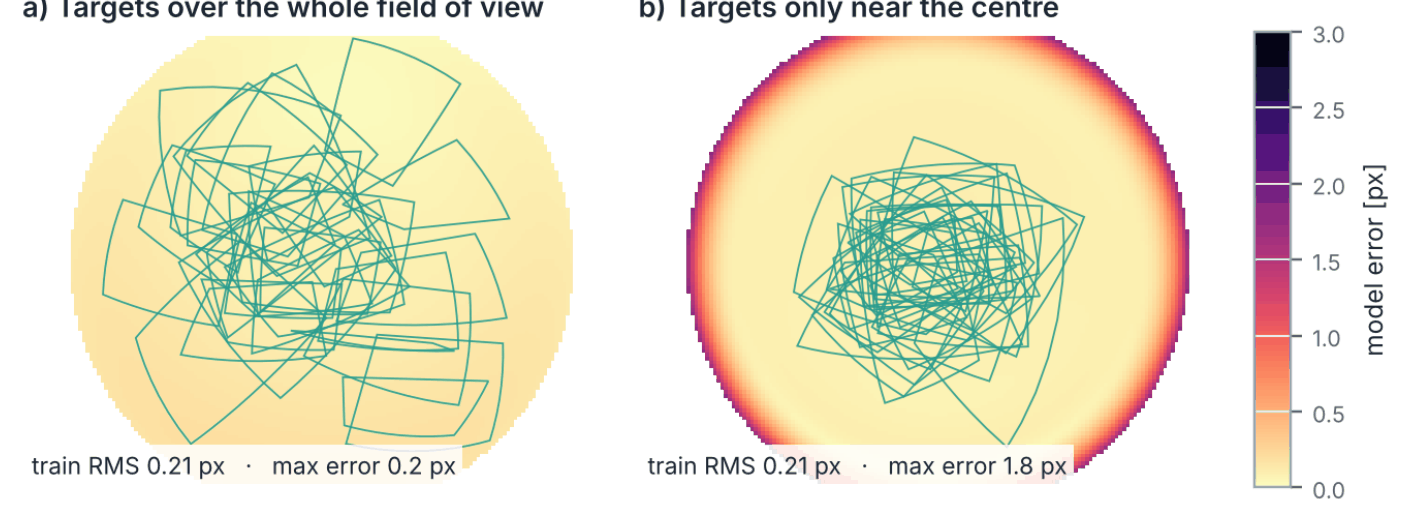 a) Targets over the whole field of view
b) Targets only near the centre
train RMS 0.21 px · max error 0.2 px
train RMS 0.21 px · max error 1.8 px
3.0
2.5
2.0
1.5
1.0
0.5
0.0
model error [px]